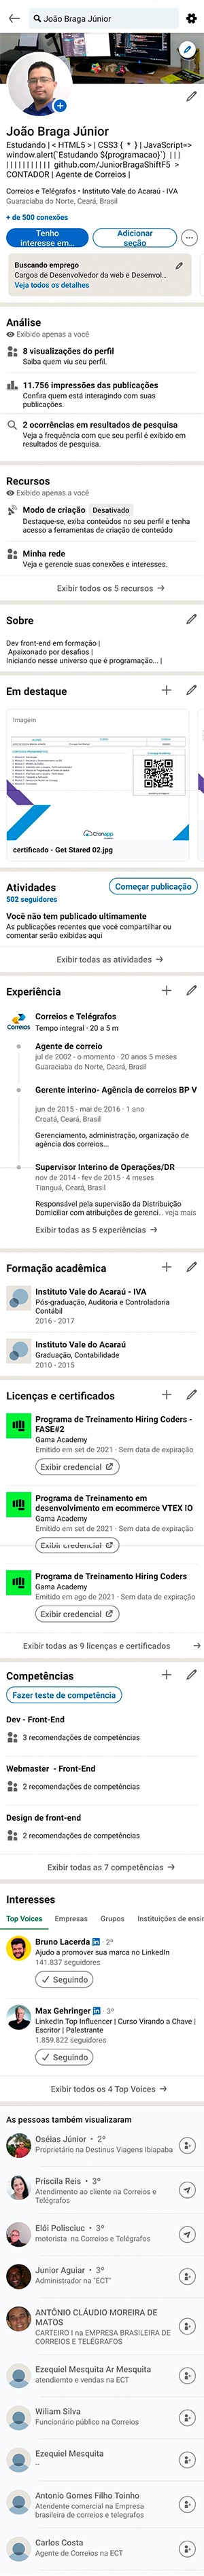 João Braga Júnior
João Braga Júnior
Estudando | < HTML5 > | CSS3 { * } | JavaScript=>
window.alert(`Estudando ${programacao}`) | | |
| | | | | | | | | | | github.com/JuniorBragaShiftF5 >
CONTADOR | Agente de Correios |
Correios e Telégrafos • Instituto Vale do Acaraú - IVA
Guaraciaba do Norte, Ceará, Brasil
+ de 500 conexões
Tenho interesse em...
Adicionar seção
Buscando emprego
Cargos de Desenvolvedor da web e Desenvol...
Veja todos os detalhes
Análise
Exibido apenas a você
8 visualizações do perfil
Saiba quem viu seu perfil.
11.756 impressões das publicações
Confira quem está interagindo com suas
publicações.
2 ocorrências em resultados de pesquisa
Veja a frequência com que seu perfil é exibido em
resultados de pesquisa.
Recursos
Exibido apenas a você
Modo de criação Desativado
Destaque-se, exiba conteúdos no seu perfil e tenha
acesso a ferramentas de criação de conteúdo
Minha rede
Veja e gerencie suas conexões e interesses.
Exibir todos os 5 recursos →
Sobre
Dev front-end em formação |
Apaixonado por desafios |
Iniciando nesse universo que é programação... |
Em destaque
Imagem
Cronapp
certificado - Get Stared 02.jpg
Atividades
Começar publicação
502 seguidores
Você não tem publicado ultimamente
As publicações recentes que você compartilhar ou
comentar serão exibidas aqui
Exibir todas as atividades →
Experiência
Correios
Correios e Telégrafos
Tempo integral · 20 a 5 m
Agente de correio
jul de 2002 - o momento · 20 anos 5 meses
Guaraciaba do Norte, Ceará, Brasil
Gerente interino- Agência de correios BP V
jun de 2015 - mai de 2016 · 1 ano
Croatá, Ceará, Brasil
Gerenciamento, administração, organização de
agência dos correios...
Supervisor Interino de Operações/DR
nov de 2014 - fev de 2015 · 4 meses
Tianguá, Ceará, Brasil
Responsável pela supervisão da Distribuição
Domiciliar com atribuições de gerenci.. veja mais
Exibir todas as 5 experiências →
Formação acadêmica
Instituto Vale do Acaraú - IVA
Pós-graduação, Auditoria e Controladoria
Contábil
2016 - 2017
Instituto Vale do Acaraú
Graduação, Contabilidade
2010 - 2015
Licenças e certificados
Programa de Treinamento Hiring Coders -
FASE#2
Gama Academy
Emitido em set de 2021 · Sem data de expiração
Exibir credencial
Programa de Treinamento em
desenvolvimento em ecommerce VTEX IO
Gama Academy
Emitido em set de 2021 · Sem data de expiração
Exibir credencial
Programa de Treinamento Hiring Coders
Gama Academy
Emitido em ago de 2021 · Sem data de expiração
Exibir credencial
Exibir todas as 9 licenças e certificados →
Competências
Fazer teste de competência
Dev - Front-End
3 recomendações de competências
Webmaster - Front-End
2 recomendações de competências
Design de front-end
2 recomendações de competências
Exibir todas as 7 competências →
Interesses
Top Voices Empresas Grupos Instituições de ensin
Bruno Lacerda in · 2º
Ajudo a promover sua marca no LinkedIn
141.837 seguidores
Seguindo
Max Gehringer in · 3º
LinkedIn Top Influencer | Curso Virando a Chave |
Escritor | Palestrante
1.859.822 seguidores
Seguindo
Exibir todos os 4 Top Voices →
As pessoas também visualizaram
Oséias Júnior • 2º
Proprietário na Destinus Viagens Ibiapaba
Priscila Reis • 3º
Atendimento ao cliente na Correios e
Telégrafos
Elói Polisciuc • 3º
motorista na Correios e Telégrafos
Junior Aguiar • 3º
Administrador na "ECT"
ANTÔNIO CLÁUDIO MOREIRA DE
MATOS
CARTEIRO I na EMPRESA BRASILEIRA DE
CORREIOS E TELÉGRAFOS
Ezequiel Mesquita Ar Mesquita
atendiemto e vendas na ECT
Wiliam Silva
Funcionário público na Correios
Ezequiel Mesquita
--
Antonio Gomes Filho Toinho
Atendente comercial na Empresa
brasileira de correios e telegrafos
Carlos Costa
Agente de Correios na ECT